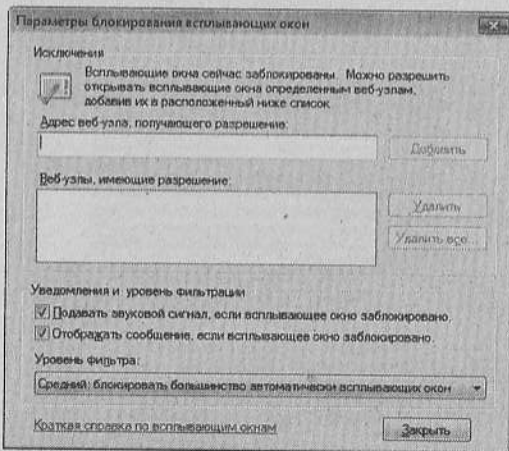 Параметры блокирования всплывающих окон
Исключения
Всплывающие окна сейчас заблокированы. Можно разрешить
открывать всплывающие окна определенным веб-узлам,
добавив их в расположенный ниже список.
Адрес веб-узла, получающего разрешение:
Добавить
Веб-узлы, имеющие разрешение:
Удалить
Удалить все...
Уведомления и уровень фильтрации
Подавать звуковой сигнал, если всплывающее окно заблокировано.
Отображать сообщение, если всплывающее окно заблокировано.
Уровень фильтра:
Средний: блокировать большинство автоматически всплывающих окон
Краткая справка по всплывающим окнам
Закрыть